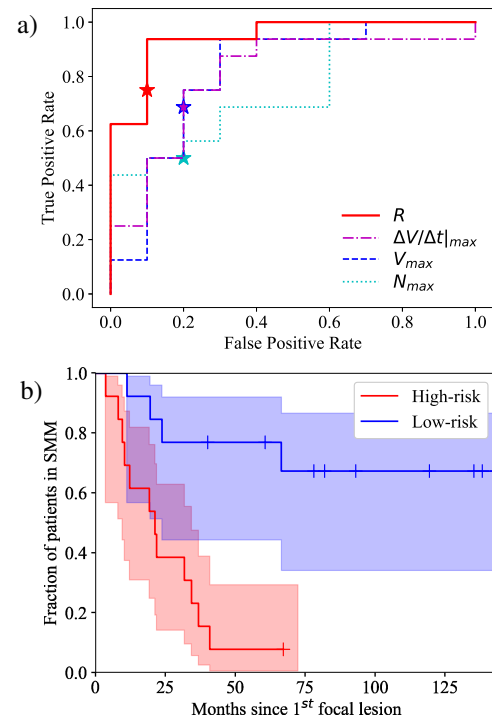 a)
1.0
0.8
0.6
0.4
0.2
0.0
True Positive Rate
R
ΔV/Δt|max
Vmax
Nmax
0.0 0.2 0.4 0.6 0.8 1.0
False Positive Rate
b)
1.0
0.8
0.6
0.4
0.2
0.0
Fraction of patients in SMM
High-risk
Low-risk
0 25 50 75 100 125
Months since 1st focal lesion